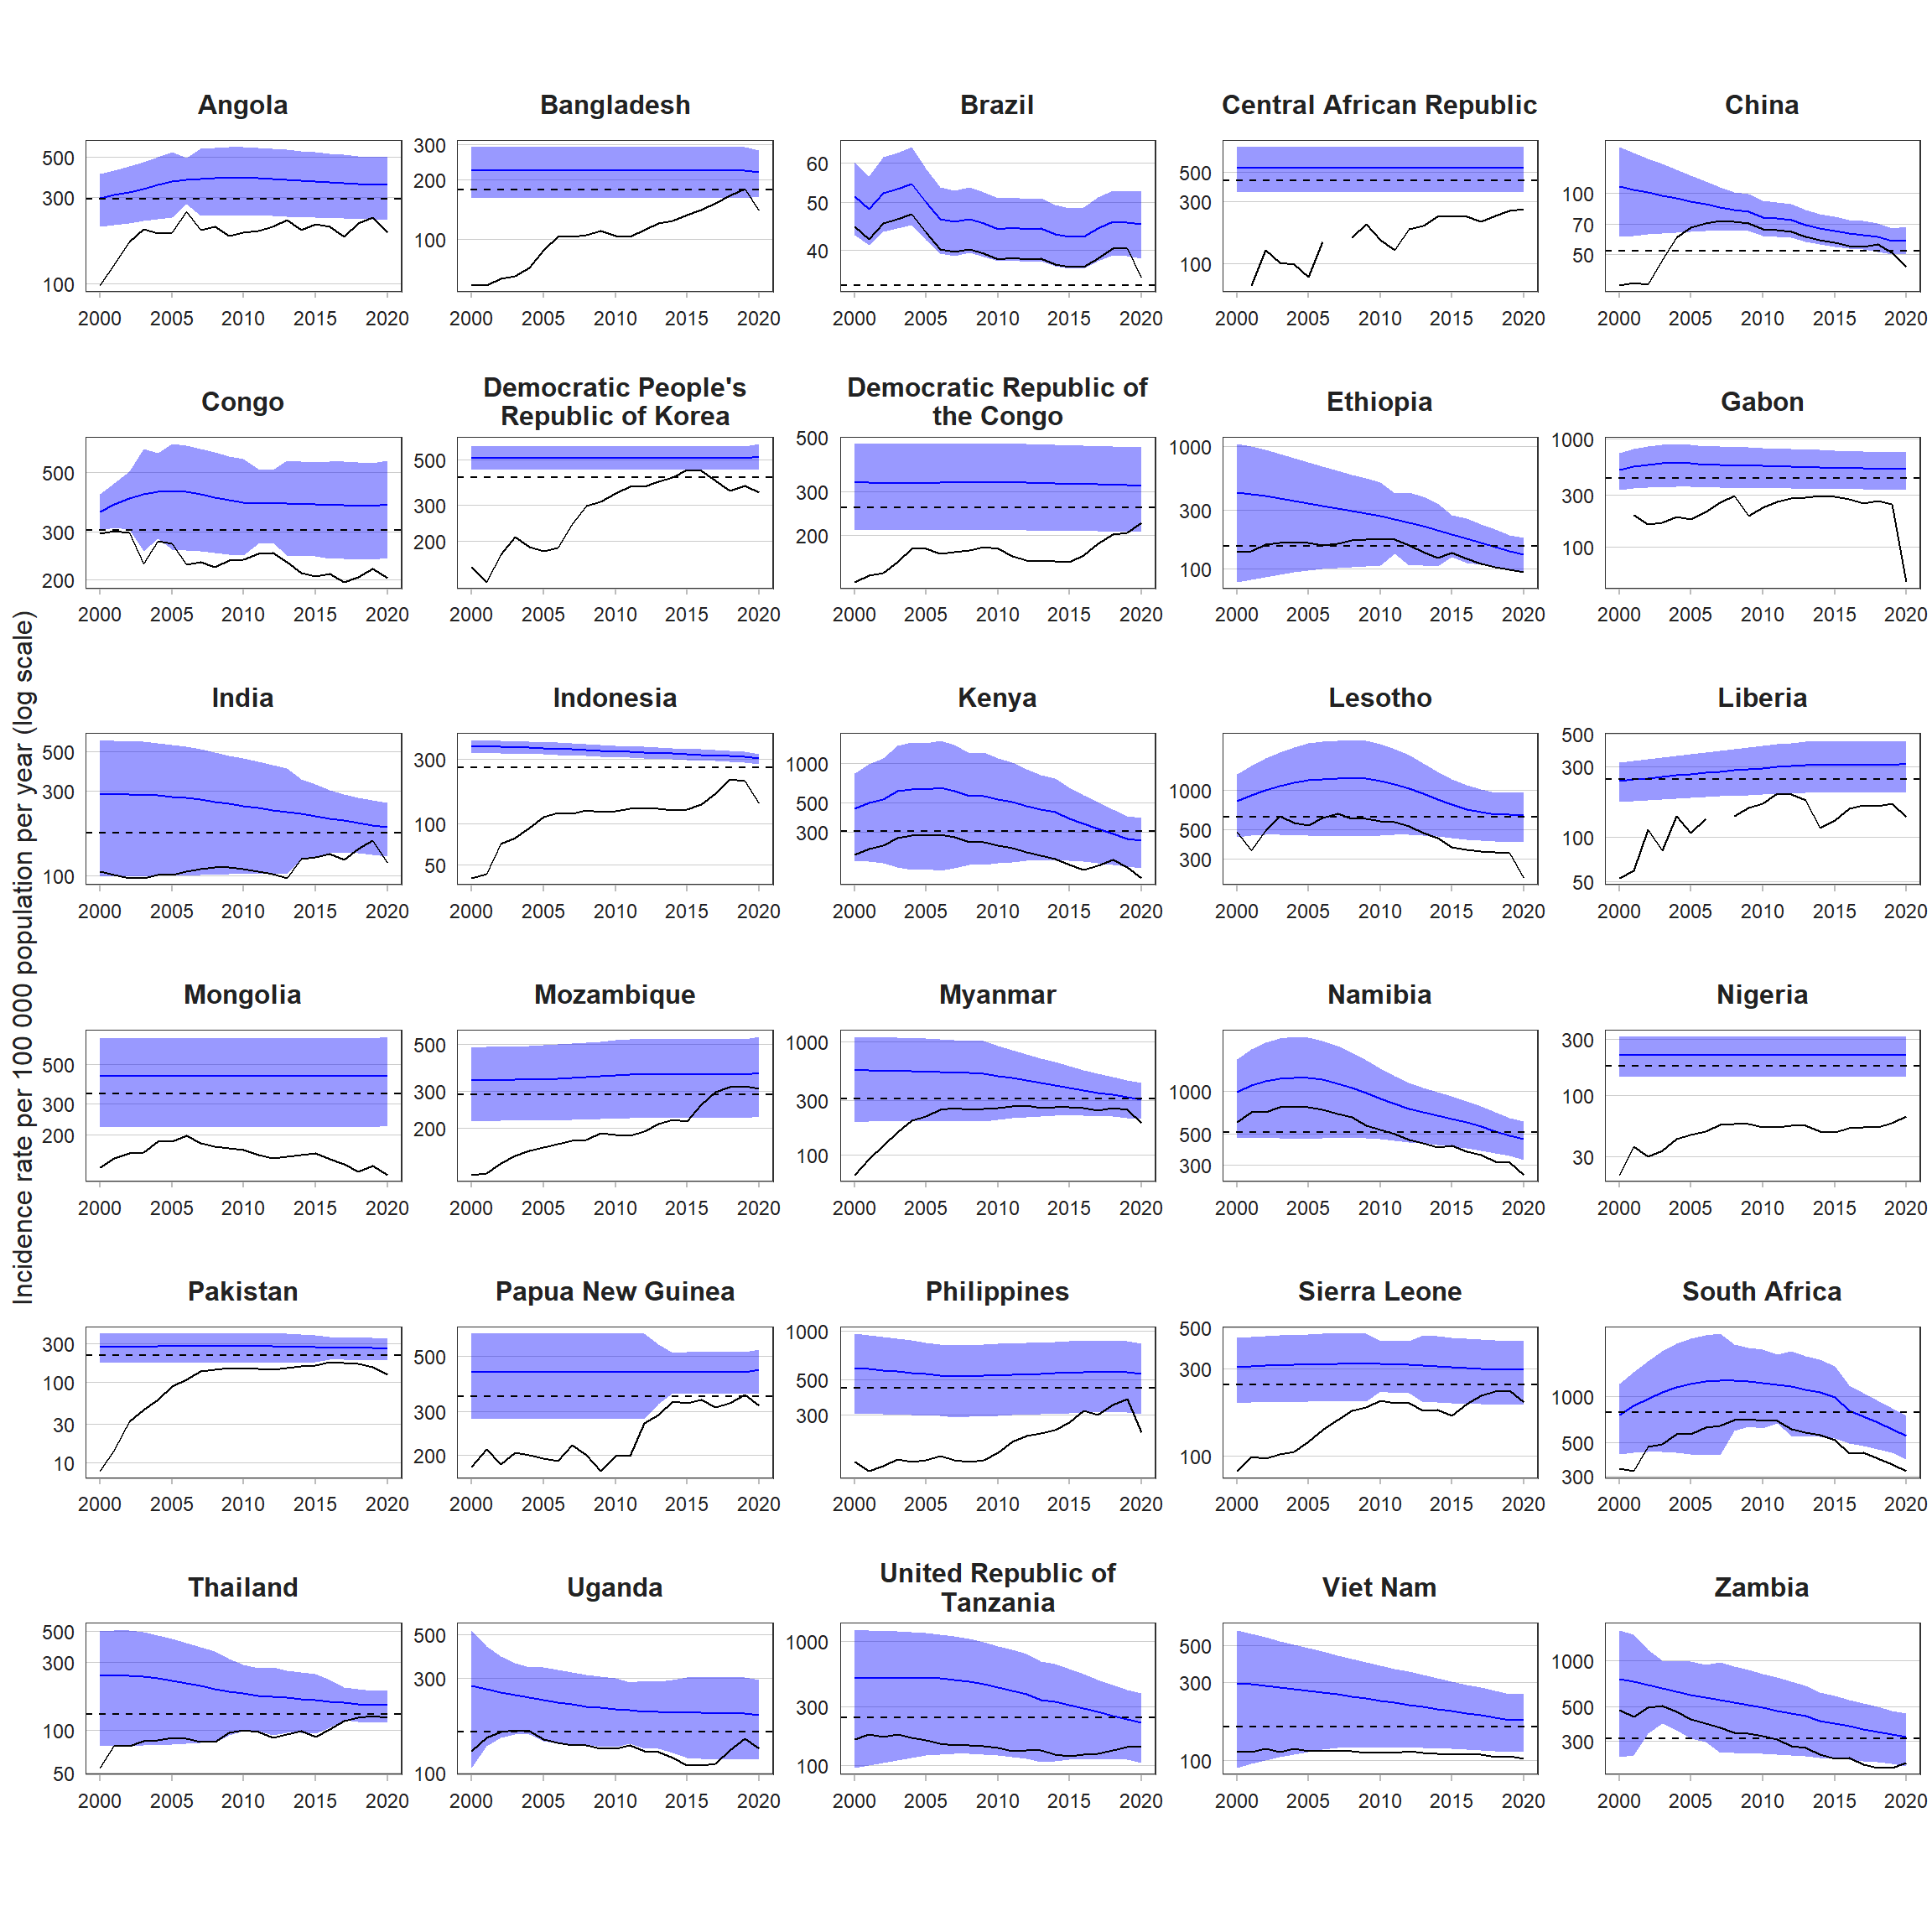 Incidence rate per 100 000 population per year (log scale)
Angola
500
300
100
2000 2005 2010 2015 2020
Bangladesh
300
200
100
2000 2005 2010 2015 2020
Brazil
60
50
40
2000 2005 2010 2015 2020
Central African Republic
500
300
100
2000 2005 2010 2015 2020
China
100
70
50
2000 2005 2010 2015 2020
Congo
500
300
200
2000 2005 2010 2015 2020
Democratic People's
Republic of Korea
500
300
200
2000 2005 2010 2015 2020
Democratic Republic of
the Congo
500
300
200
2000 2005 2010 2015 2020
Ethiopia
1000
300
100
2000 2005 2010 2015 2020
Gabon
1000
300
100
2000 2005 2010 2015 2020
India
500
300
100
2000 2005 2010 2015 2020
Indonesia
300
100
50
2000 2005 2010 2015 2020
Kenya
1000
500
300
2000 2005 2010 2015 2020
Lesotho
1000
500
300
2000 2005 2010 2015 2020
Liberia
500
300
100
50
2000 2005 2010 2015 2020
Mongolia
500
300
200
2000 2005 2010 2015 2020
Mozambique
500
300
200
2000 2005 2010 2015 2020
Myanmar
1000
300
100
2000 2005 2010 2015 2020
Namibia
1000
500
300
2000 2005 2010 2015 2020
Nigeria
300
100
30
2000 2005 2010 2015 2020
Pakistan
300
100
30
10
2000 2005 2010 2015 2020
Papua New Guinea
500
300
200
2000 2005 2010 2015 2020
Philippines
1000
500
300
2000 2005 2010 2015 2020
Sierra Leone
500
300
100
2000 2005 2010 2015 2020
South Africa
1000
500
300
2000 2005 2010 2015 2020
Thailand
500
300
100
50
2000 2005 2010 2015 2020
Uganda
500
300
100
2000 2005 2010 2015 2020
United Republic of
Tanzania
1000
300
100
2000 2005 2010 2015 2020
Viet Nam
500
300
100
2000 2005 2010 2015 2020
Zambia
1000
500
300
2000 2005 2010 2015 2020